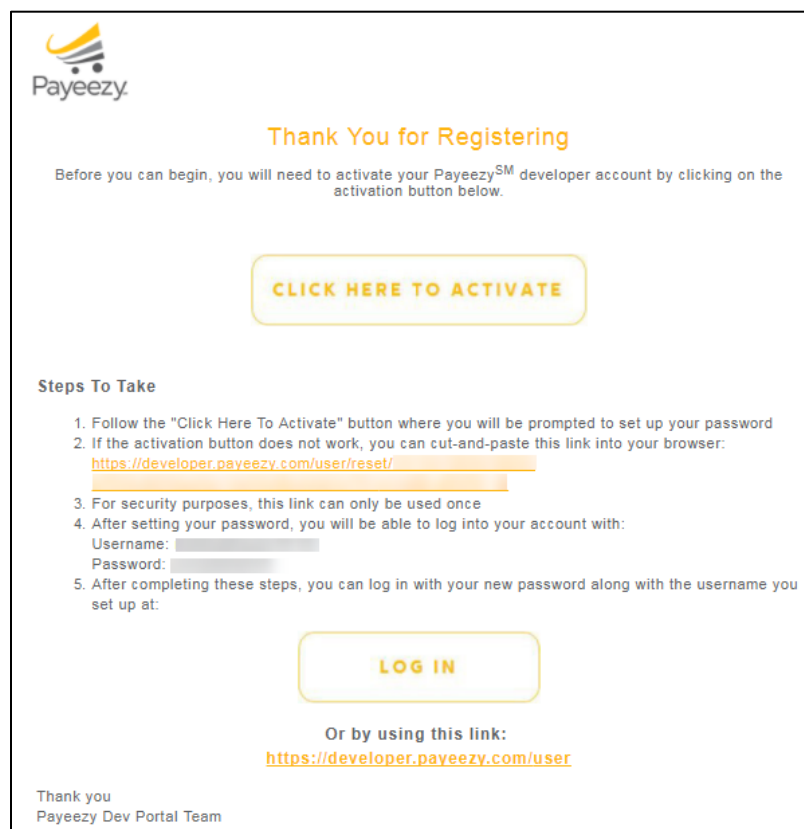 Payeezy.
Thank You for Registering
Before you can begin, you will need to activate your Payeezy℠ developer account by clicking on the
activation button below.
CLICK HERE TO ACTIVATE
Steps To Take
1. Follow the "Click Here To Activate" button where you will be prompted to set up your password
2. If the activation button does not work, you can cut-and-paste this link into your browser:
https://developer.payeezy.com/user/reset/
3. For security purposes, this link can only be used once
4. After setting your password, you will be able to log into your account with:
Username:
Password:
5. After completing these steps, you can log in with your new password along with the username you
set up at:
LOG IN
Or by using this link:
https://developer.payeezy.com/user
Thank you
Payeezy Dev Portal Team